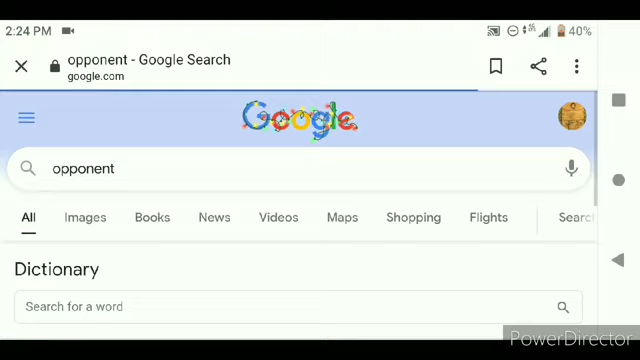 2:24 PM 40%
opponent - Google Search
google.com
Google
opponent
All Images Books News Videos Maps Shopping Flights Searc
Dictionary
Search for a word
PowerDirector